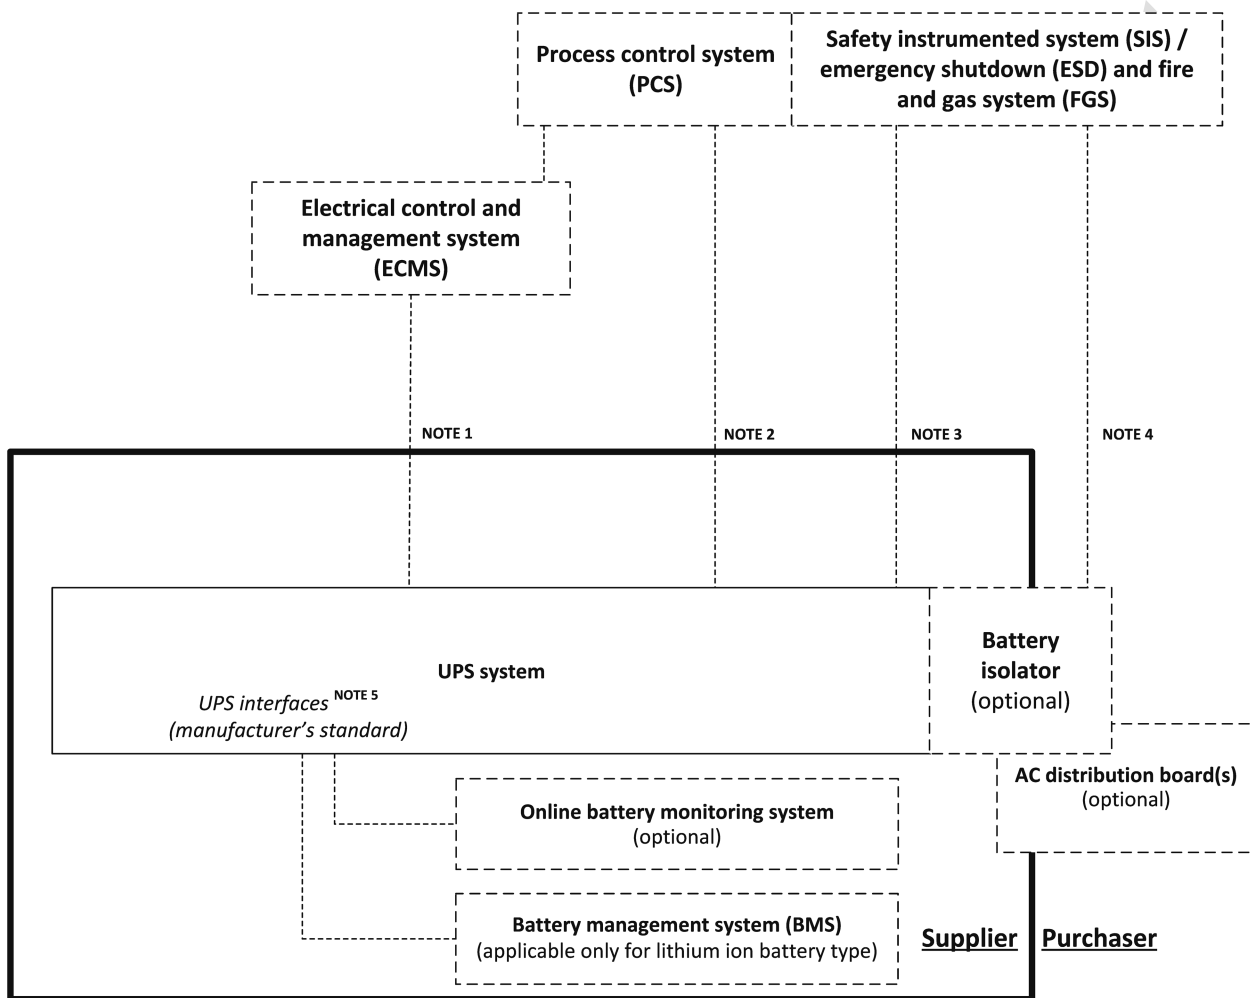 Process control system
(PCS)
Safety instrumented system (SIS) /
emergency shutdown (ESD) and fire
and gas system (FGS)
Electrical control and
management system
(ECMS)
NOTE 1
NOTE 2
NOTE 3
NOTE 4
UPS system
UPS interfaces NOTE 5
(manufacturer's standard)
Battery
isolator
(optional)
AC distribution board(s)
(optional)
Online battery monitoring system
(optional)
Battery management system (BMS)
(applicable only for lithium ion battery type)
Supplier
Purchaser